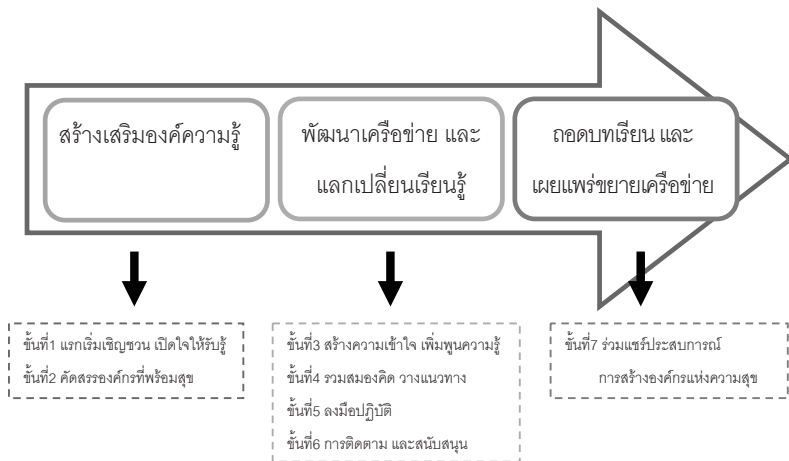 สร้างเสริมองค์ความรู้
พัฒนาเครือข่าย และ
แลกเปลี่ยนเรียนรู้
ถอดบทเรียน และ
เผยแพร่ขยายเครือข่าย
ขั้นที่1 แรกเริ่มเชิญชวน เปิดใจให้รับรู้
ขั้นที่2 คัดสรรองค์กรที่พร้อมสุข
ขั้นที่3 สร้างความเข้าใจ เพิ่มพูนความรู้
ขั้นที่4 รวมสมองคิด วางแนวทาง
ขั้นที่5 ลงมือปฏิบัติ
ขั้นที่6 การติดตาม และสนับสนุน
ขั้นที่7 ร่วมแชร์ประสบการณ์
การสร้างองค์กรแห่งความสุข